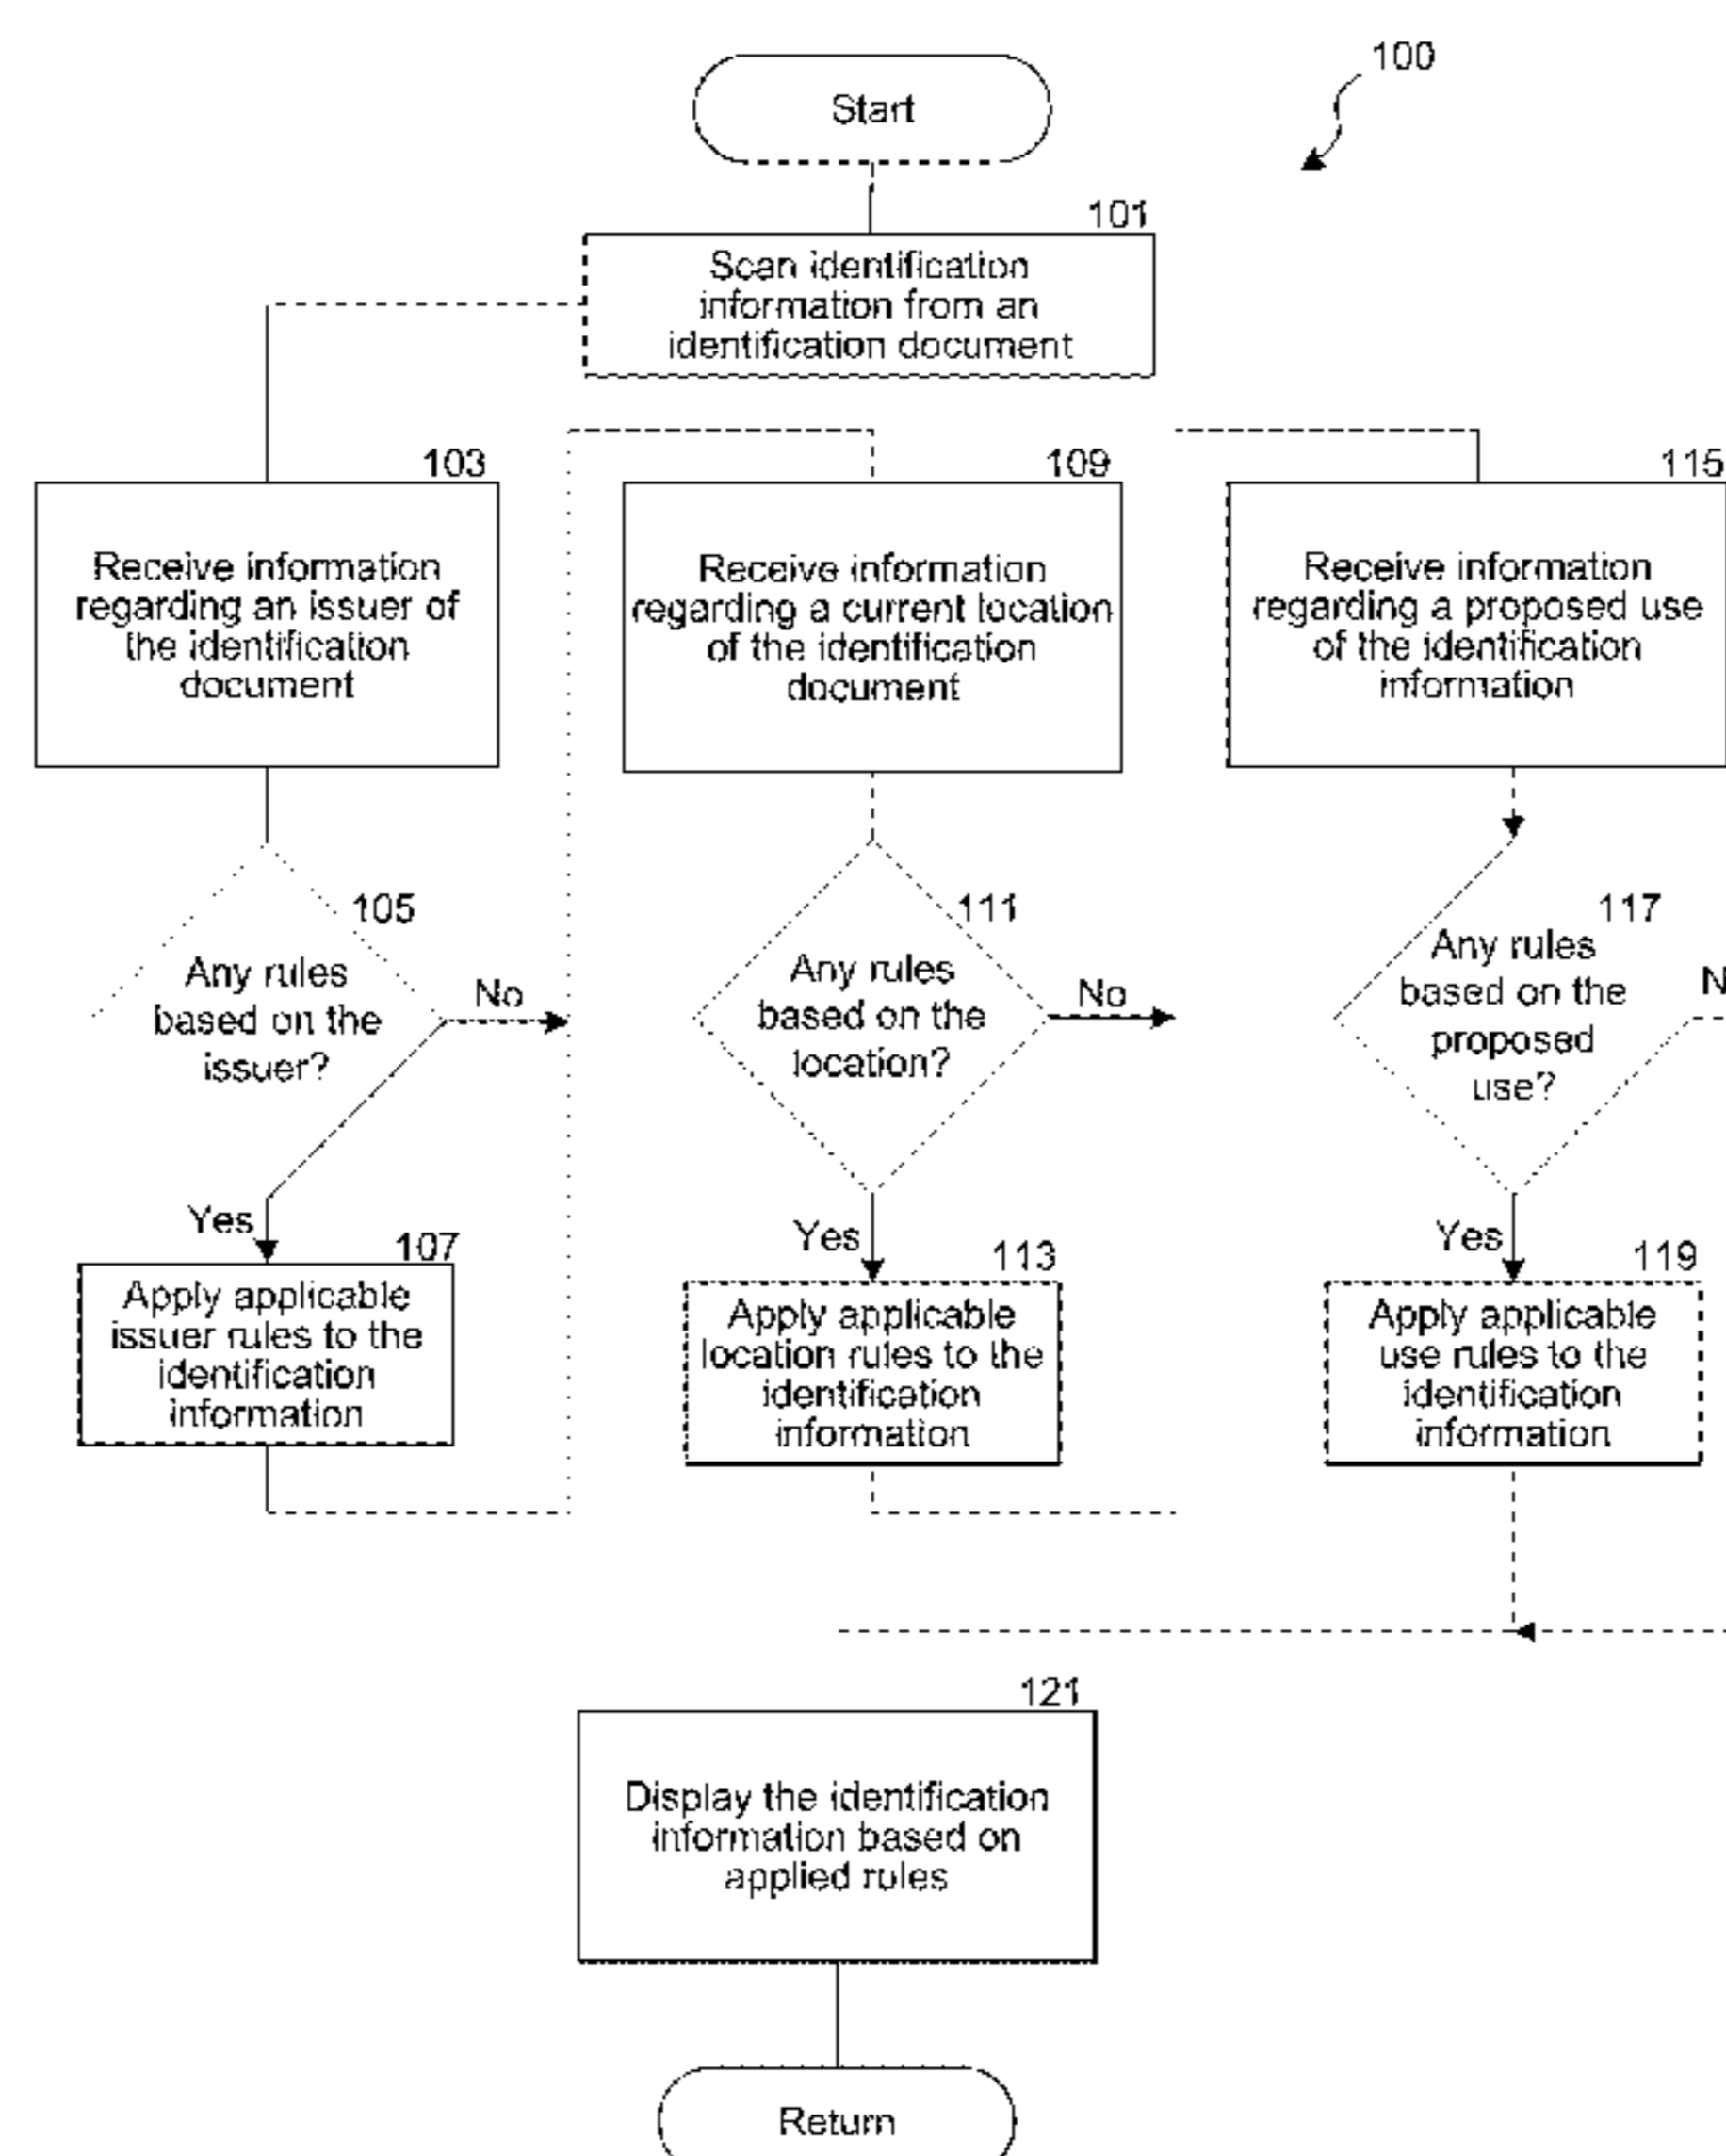 100
Start
101
Scan identification
information from an
identification document
103
Receive information
regarding an issuer of
the identification
document
105
Any rules
based on the
issuer?
No
Yes
107
Apply applicable
issuer rules to the
identification
information
109
Receive information
regarding a current location
of the identification
document
111
Any rules
based on the
location?
No
Yes
113
Apply applicable
location rules to the
identification
information
115
Receive information
regarding a proposed use
of the identification
information
117
Any rules
based on the
proposed
use?
Yes
119
Apply applicable
use rules to the
identification
information
121
Display the identification
information based on
applied rules
Return